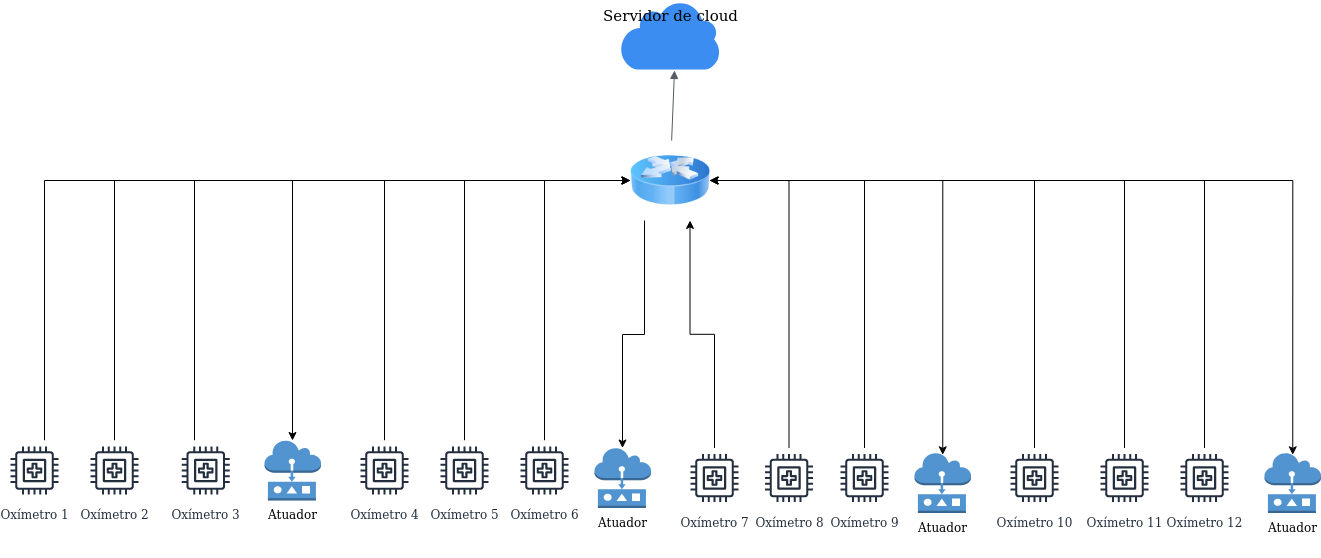 Servidor de cloud
Oxímetro 1
Oxímetro 2
Oxímetro 3
Atuador
Oxímetro 4
Oxímetro 5
Oxímetro 6
Atuador
Oxímetro 7
Oxímetro 8
Oxímetro 9
Atuador
Oxímetro 10
Oxímetro 11
Oxímetro 12
Atuador